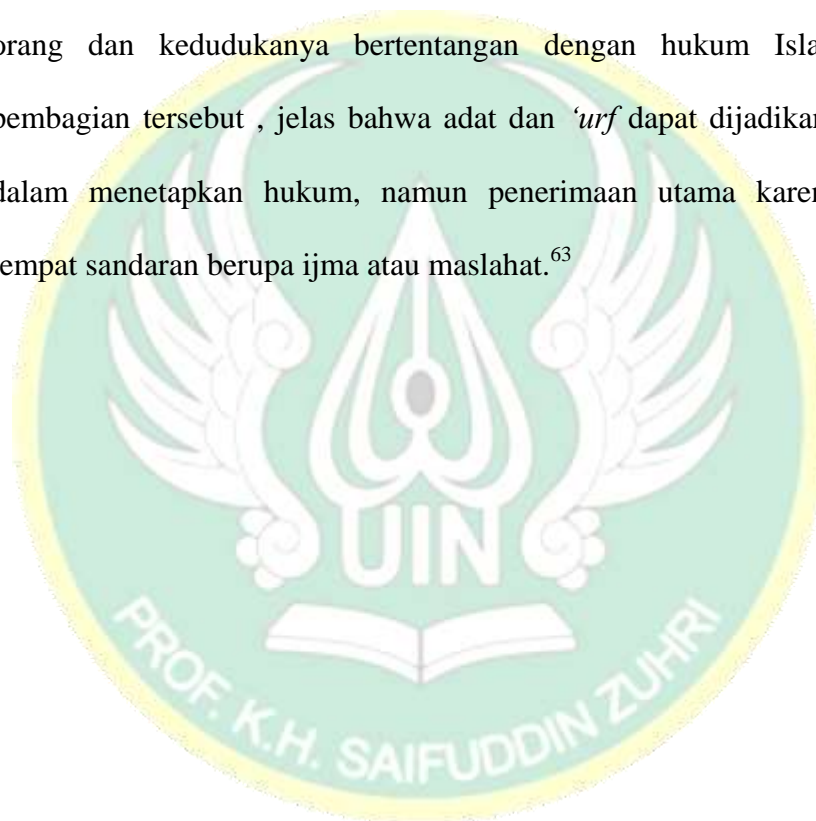 orang dan kedudukanya bertentangan dengan hukum Isla
pembagian tersebut , jelas bahwa adat dan ‘urf dapat dijadikan
dalam menetapkan hukum, namun penerimaan utama karen
tempat sandaran berupa ijma atau maslahat.63
UIN
PROF. K.H. SAIFUDDIN ZUHRI